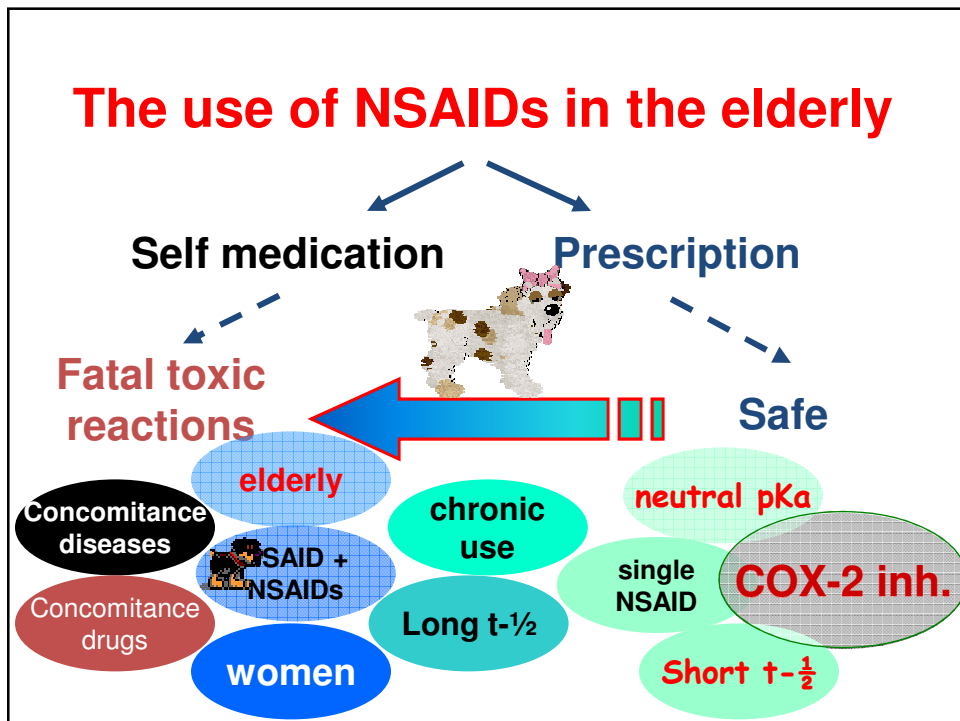 The use of NSAIDs in the elderly
Self medication
Prescription
Fatal toxic
reactions
Safe
elderly
Concomitance
diseases
SAID +
NSAIDs
Concomitance
drugs
women
chronic
use
Long t-½
neutral pKa
single
NSAID
COX-2 inh.
Short t-½